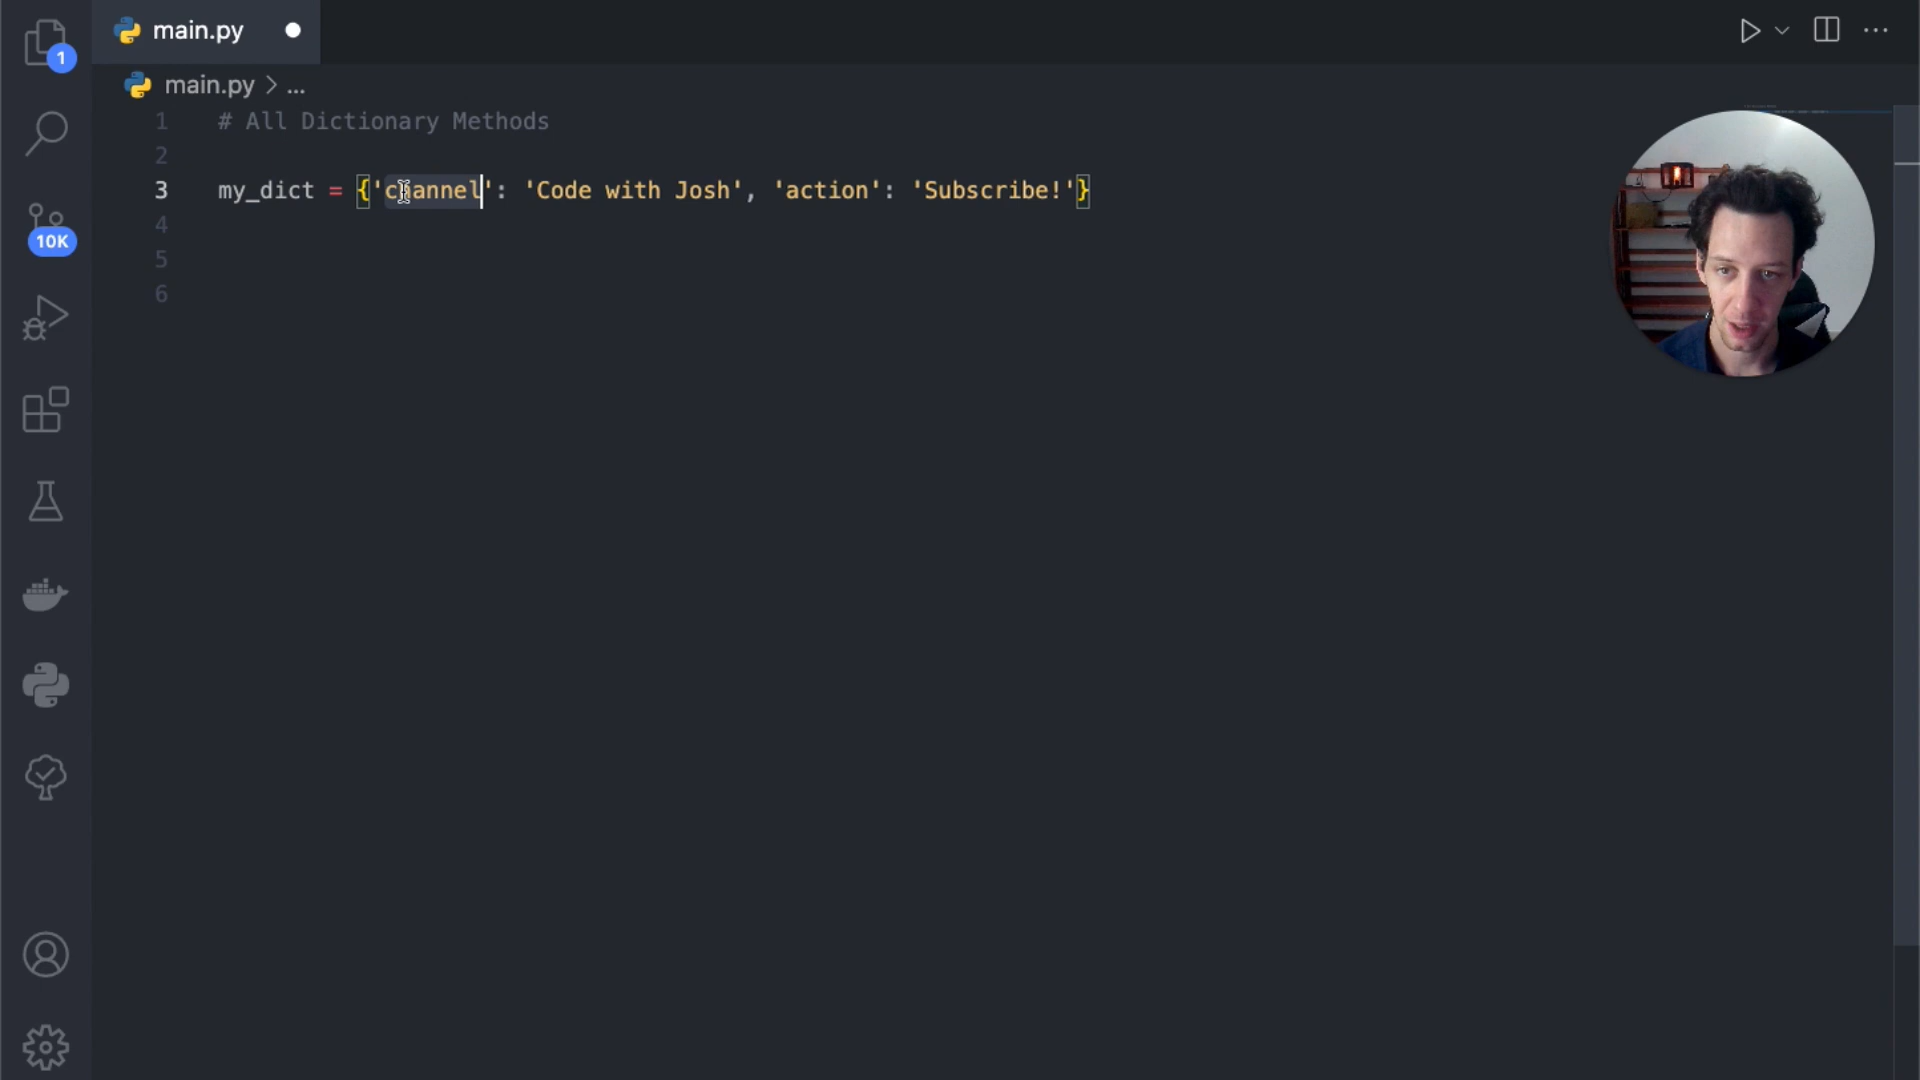 main.py
1
main.py > ...
1 # All Dictionary Methods
2
3 my_dict = {'channel': 'Code with Josh', 'action': 'Subscribe!'}
4
5
6
10K